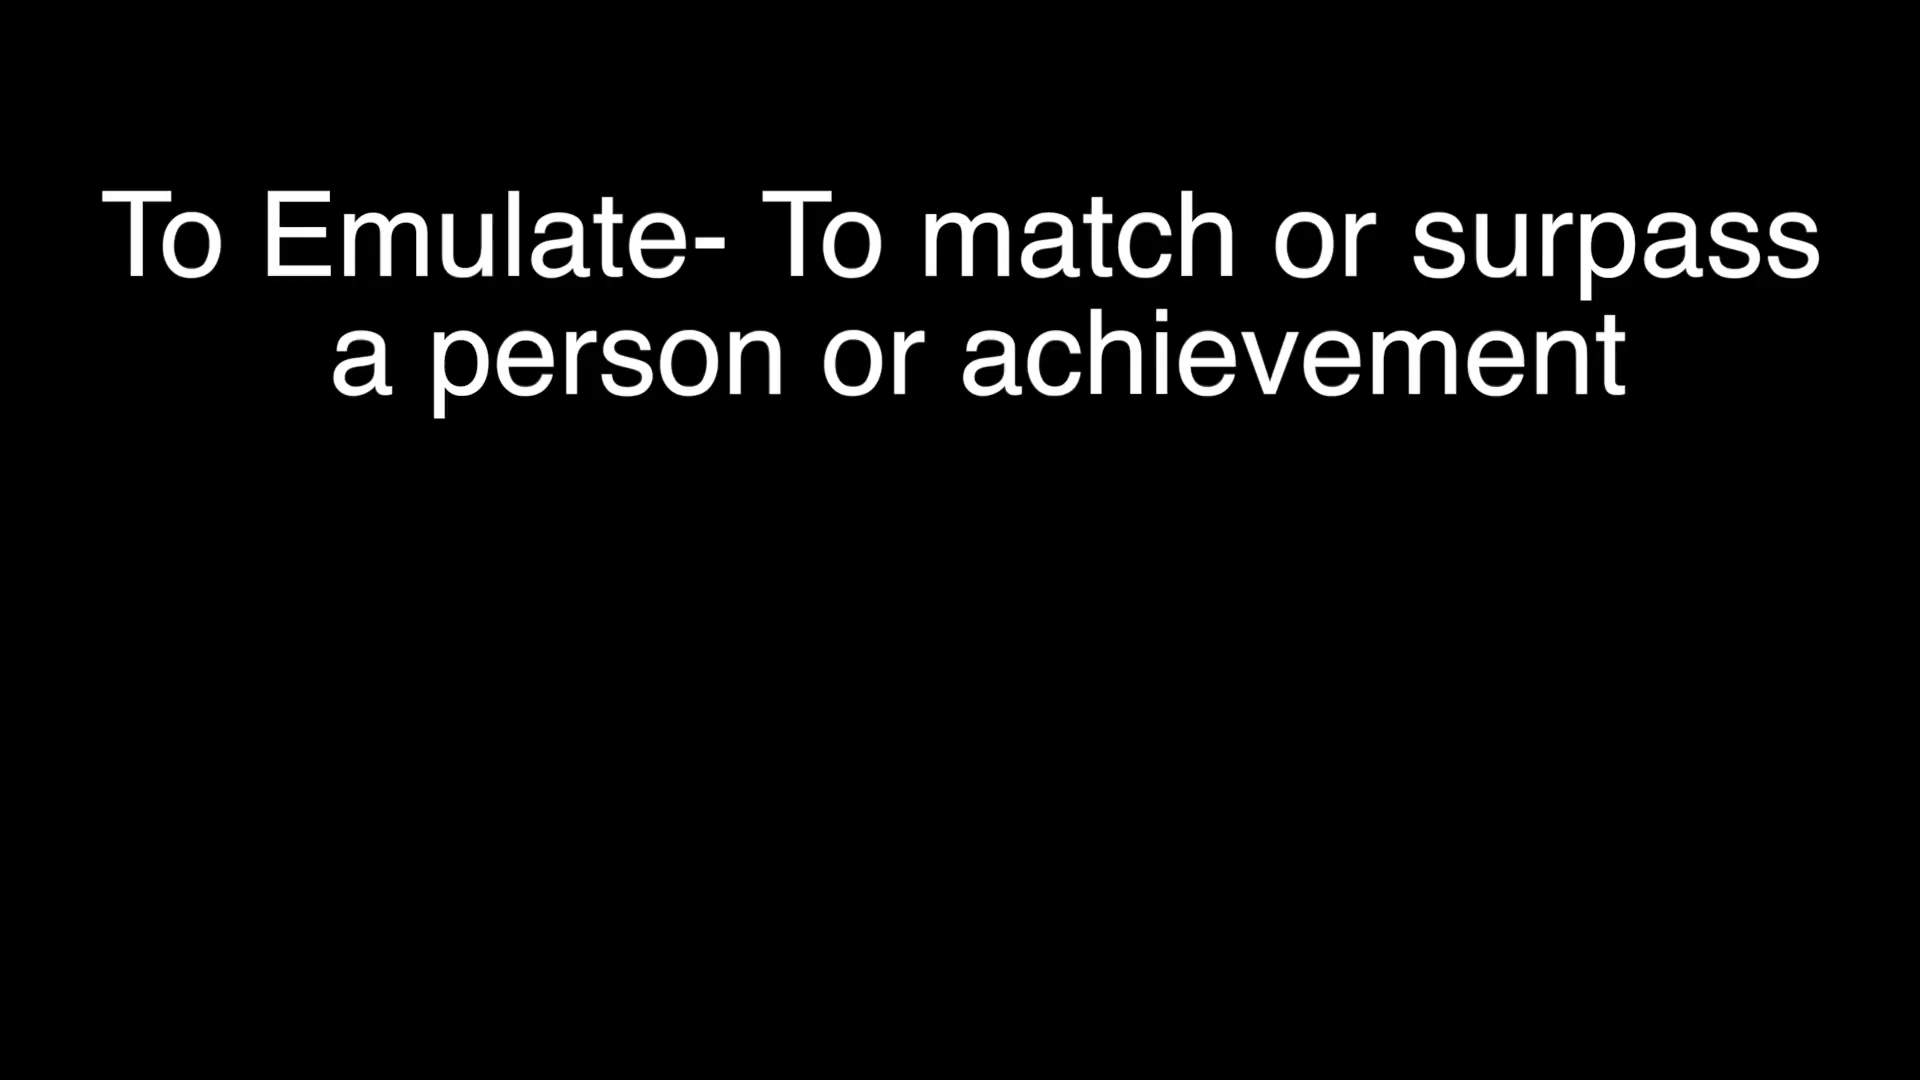 To Emulate- To match or surpass
a person or achievement